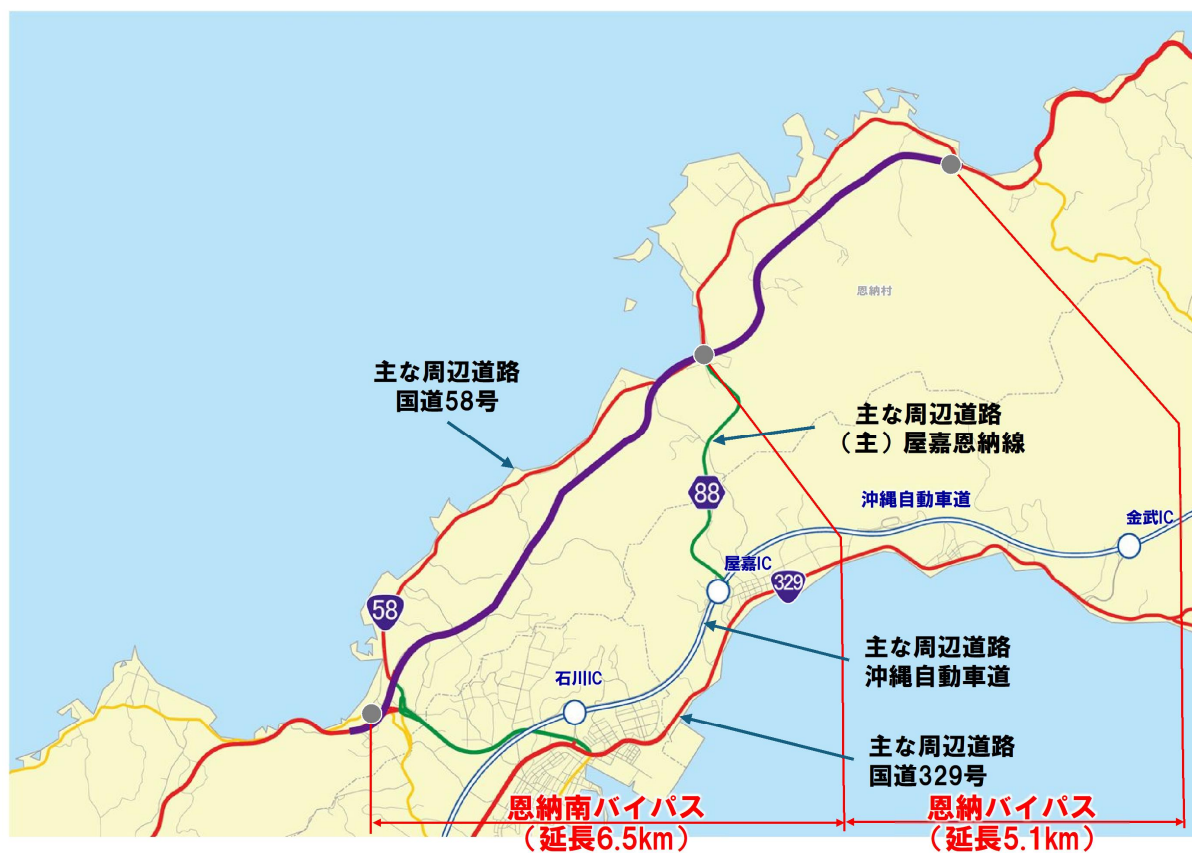 恩納村
主な周辺道路
国道58号
主な周辺道路
（主）屋嘉恩納線
88
沖縄自動車道
金武IC
屋嘉IC
329
58
主な周辺道路
沖縄自動車道
石川IC
主な周辺道路
国道329号
恩納南バイパス
（延長6.5km）
恩納バイパス
（延長5.1km）